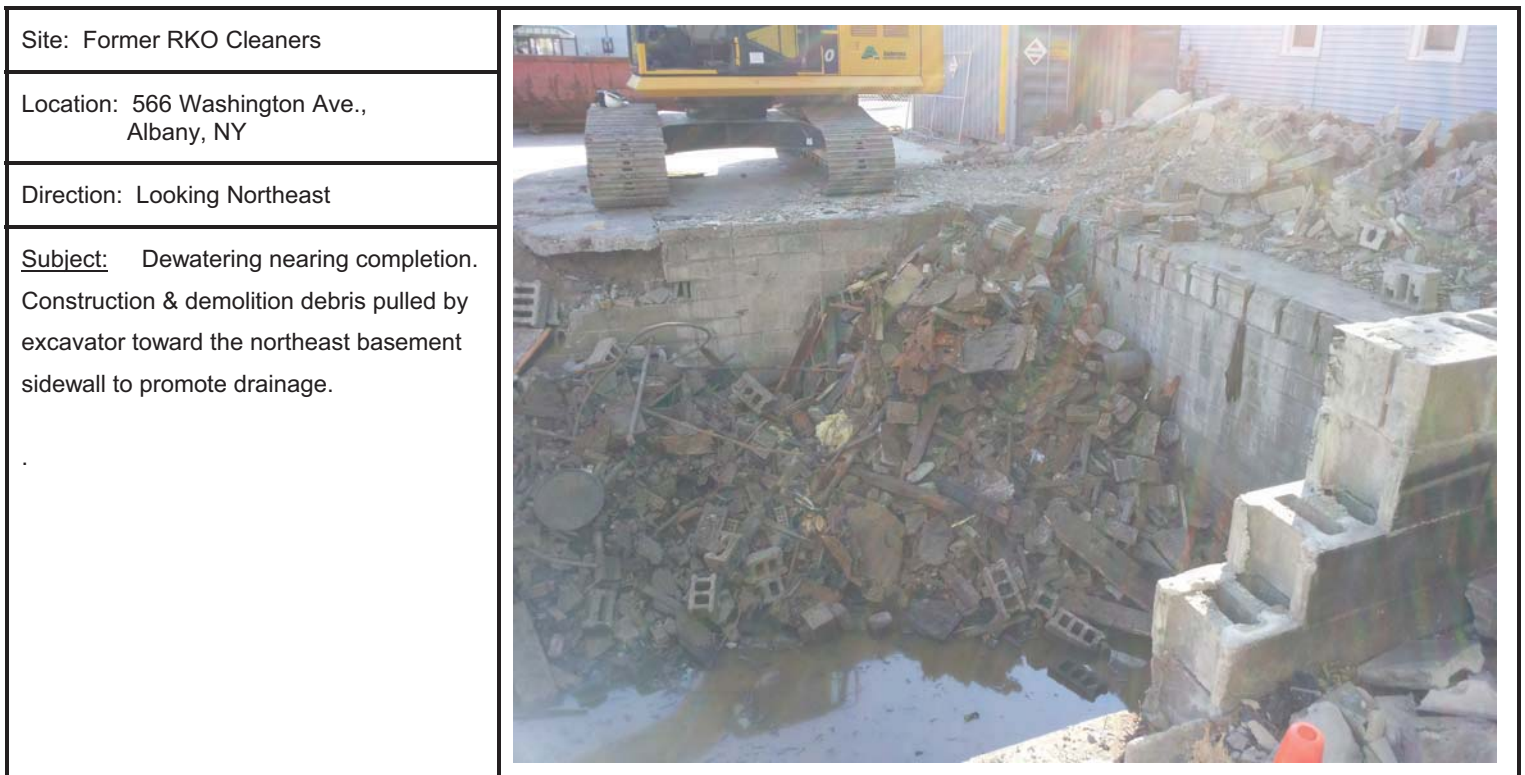 Site: Former RKO Cleaners
Location: 566 Washington Ave.,
Albany, NY
Direction: Looking Northeast
Subject: Dewatering nearing completion.
Construction & demolition debris pulled by
excavator toward the northeast basement
sidewall to promote drainage.
.
0